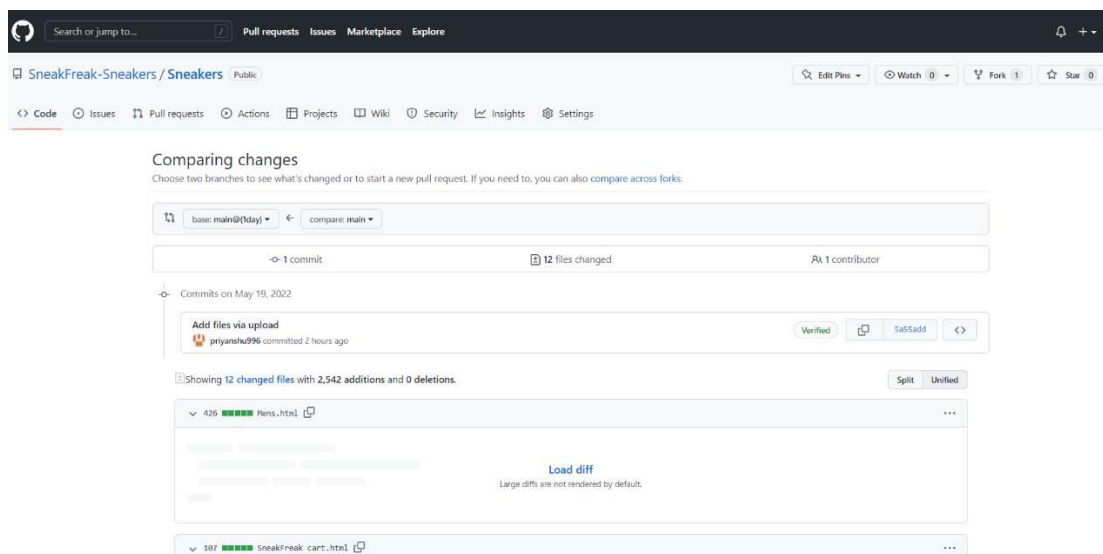 Search or jump to... / Pull requests Issues Marketplace Explore
SneakFreak-Sneakers / Sneakers Public Edit Pins Watch 0 Fork 1 Star 0
<> Code Issues Pull requests Actions Projects Wiki Security Insights Settings
Comparing changes
Choose two branches to see what's changed or to start a new pull request. If you need to, you can also compare across forks.
base: main@{1day} ← compare: main
1 commit 12 files changed 1 contributor
Commits on May 19, 2022
Add files via upload
priyanshu996 committed 2 hours ago
Verified 5a55add <>
Showing 12 changed files with 2,542 additions and 0 deletions. Split Unified
426 Mens.html ...
Load diff
Large diffs are not rendered by default.
107 SneakFreak cart.html ...